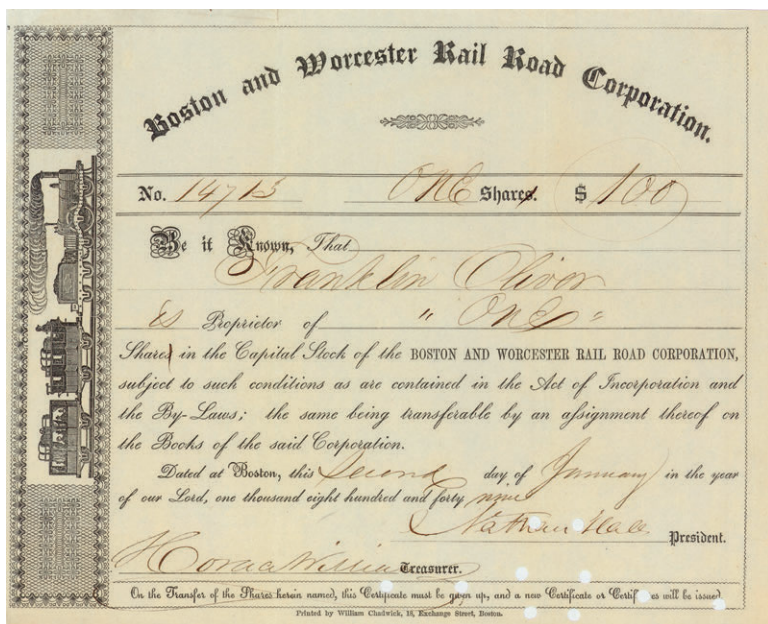 Boston and Worcester Rail Road Corporation.
No. 14713 ONE Shares. $ 100
Be it Known, That
Franklin Oliver
is Proprietor of " ONE "
Shares in the Capital Stock of the BOSTON AND WORCESTER RAIL ROAD CORPORATION,
subject to such conditions as are contained in the Act of Incorporation and
the By-Laws; the same being transferable by an assignment thereof on
the Books of the said Corporation.
Dated at Boston, this Second day of January in the year
of our Lord, one thousand eight hundred and forty nine
Nathan Hale President.
Horace Williams Treasurer.
On the Transfer of the Shares herein named, this Certificate must be given up, and a new Certificate or Certificates will be issued.
Printed by William Chadwick, 18, Exchange Street, Boston.